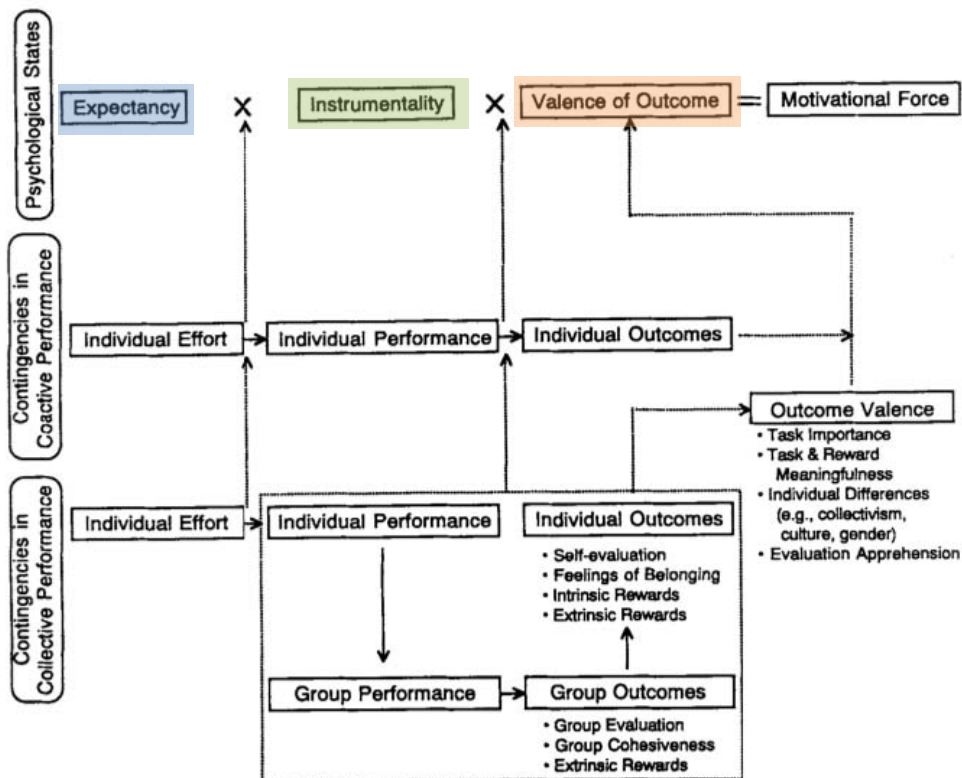 Psychological States
Expectancy
×
Instrumentality
×
Valence of Outcome
=
Motivational Force
Contingencies in
Coactive Performance
Individual Effort
Individual Performance
Individual Outcomes
Outcome Valence
• Task Importance
• Task & Reward
Meaningfulness
• Individual Differences
(e.g., collectivism,
culture, gender)
• Evaluation Apprehension
Contingencies in
Collective Performance
Individual Effort
Individual Performance
Individual Outcomes
• Self-evaluation
• Feelings of Belonging
• Intrinsic Rewards
• Extrinsic Rewards
Group Performance
Group Outcomes
• Group Evaluation
• Group Cohesiveness
• Extrinsic Rewards